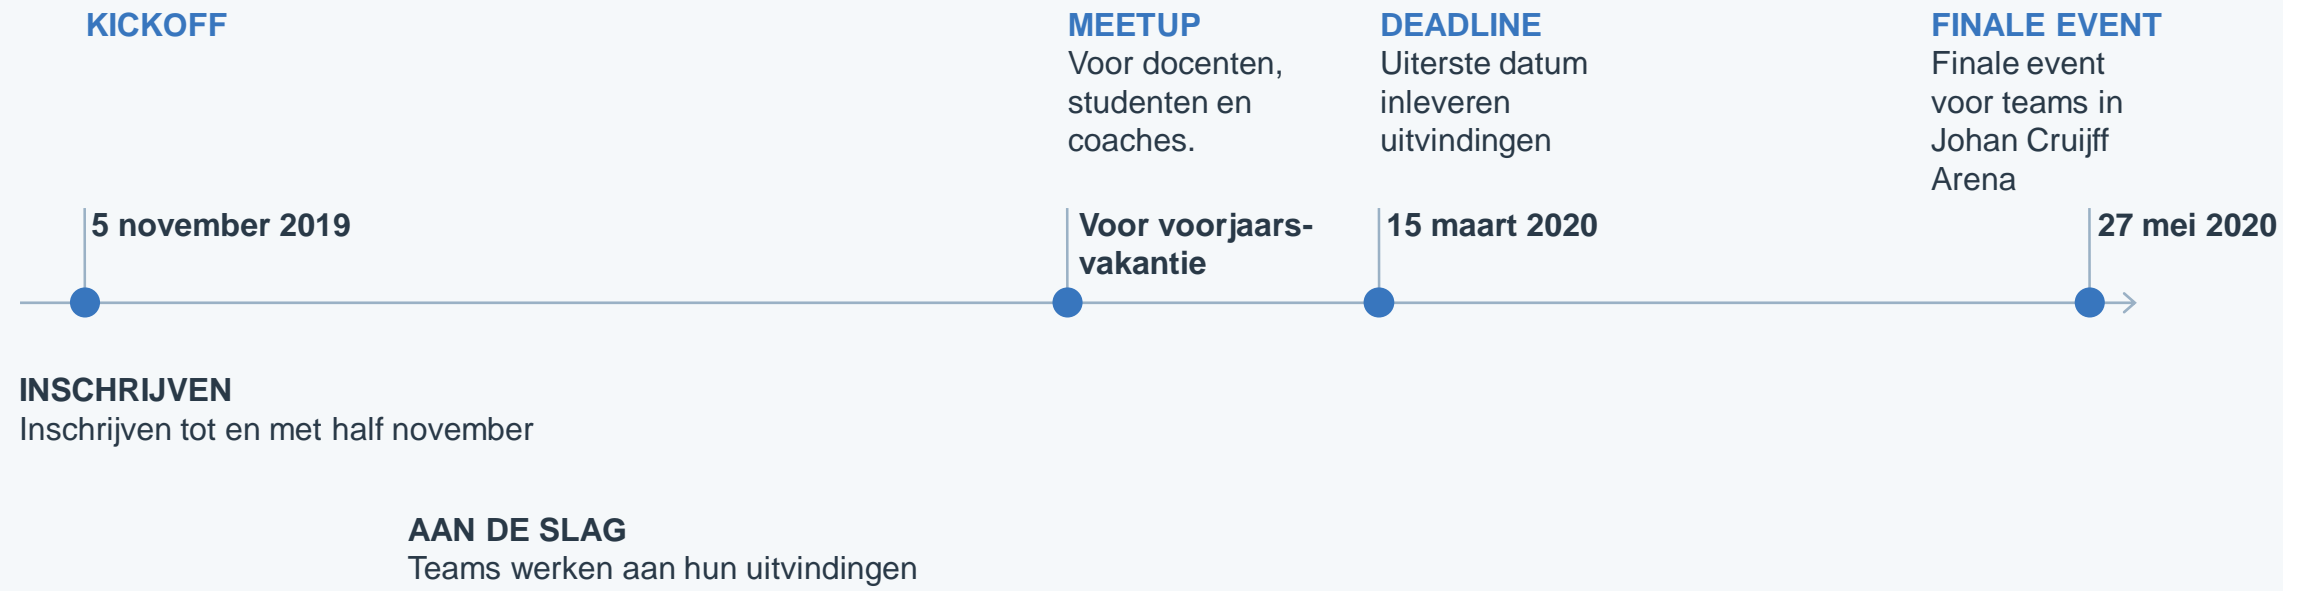 KICKOFF
MEETUP
Voor docenten,
studenten en
coaches.
DEADLINE
Uiterste datum
inleveren
uitvindingen
FINALE EVENT
Finale event
voor teams in
Johan Cruijff
Arena
5 november 2019
Voor voorjaars-
vakantie
15 maart 2020
27 mei 2020
INSCHRIJVEN
Inschrijven tot en met half november
AAN DE SLAG
Teams werken aan hun uitvindingen